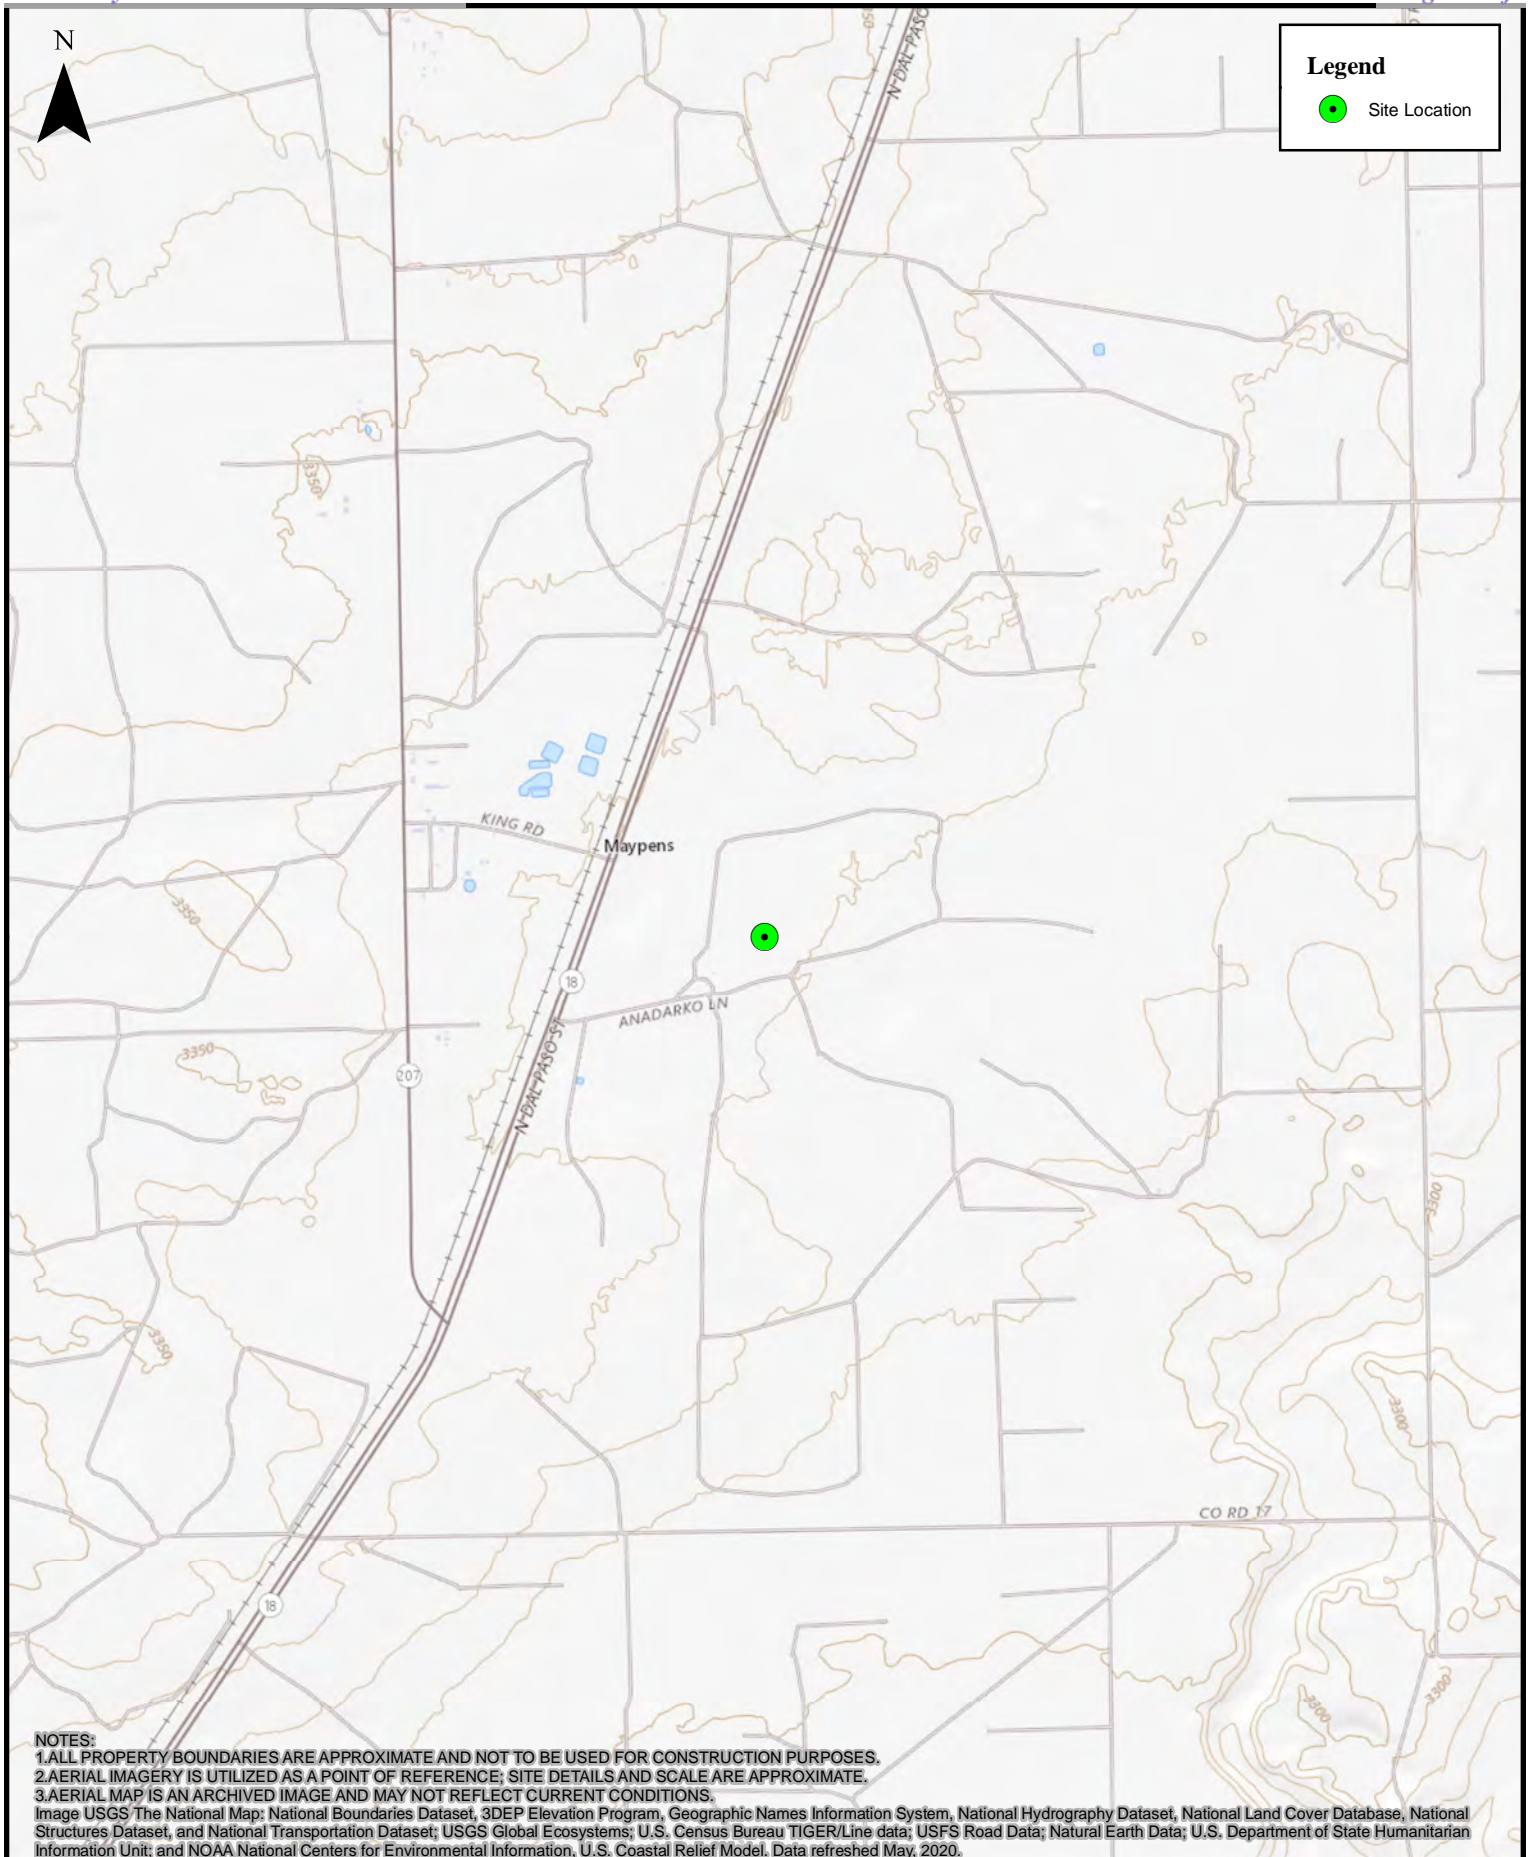 N
N DAL PASO
Legend
Site Location
3350
KING RD
Maypens
3350
18
ANADARKO LN
3350
207
N DAL PASO ST
3300
3350
3300
CO RD 17
18
3300
3300
NOTES:
1.ALL PROPERTY BOUNDARIES ARE APPROXIMATE AND NOT TO BE USED FOR CONSTRUCTION PURPOSES.
2.AERIAL IMAGERY IS UTILIZED AS A POINT OF REFERENCE; SITE DETAILS AND SCALE ARE APPROXIMATE.
3.AERIAL MAP IS AN ARCHIVED IMAGE AND MAY NOT REFLECT CURRENT CONDITIONS.
Image USGS The National Map: National Boundaries Dataset, 3DEP Elevation Program, Geographic Names Information System, National Hydrography Dataset, National Land Cover Database, National
Structures Dataset, and National Transportation Dataset; USGS Global Ecosystems; U.S. Census Bureau TIGER/Line data; USFS Road Data; Natural Earth Data; U.S. Department of State Humanitarian
Information Unit; and NOAA National Centers for Environmental Information, U.S. Coastal Relief Model. Data refreshed May, 2020.